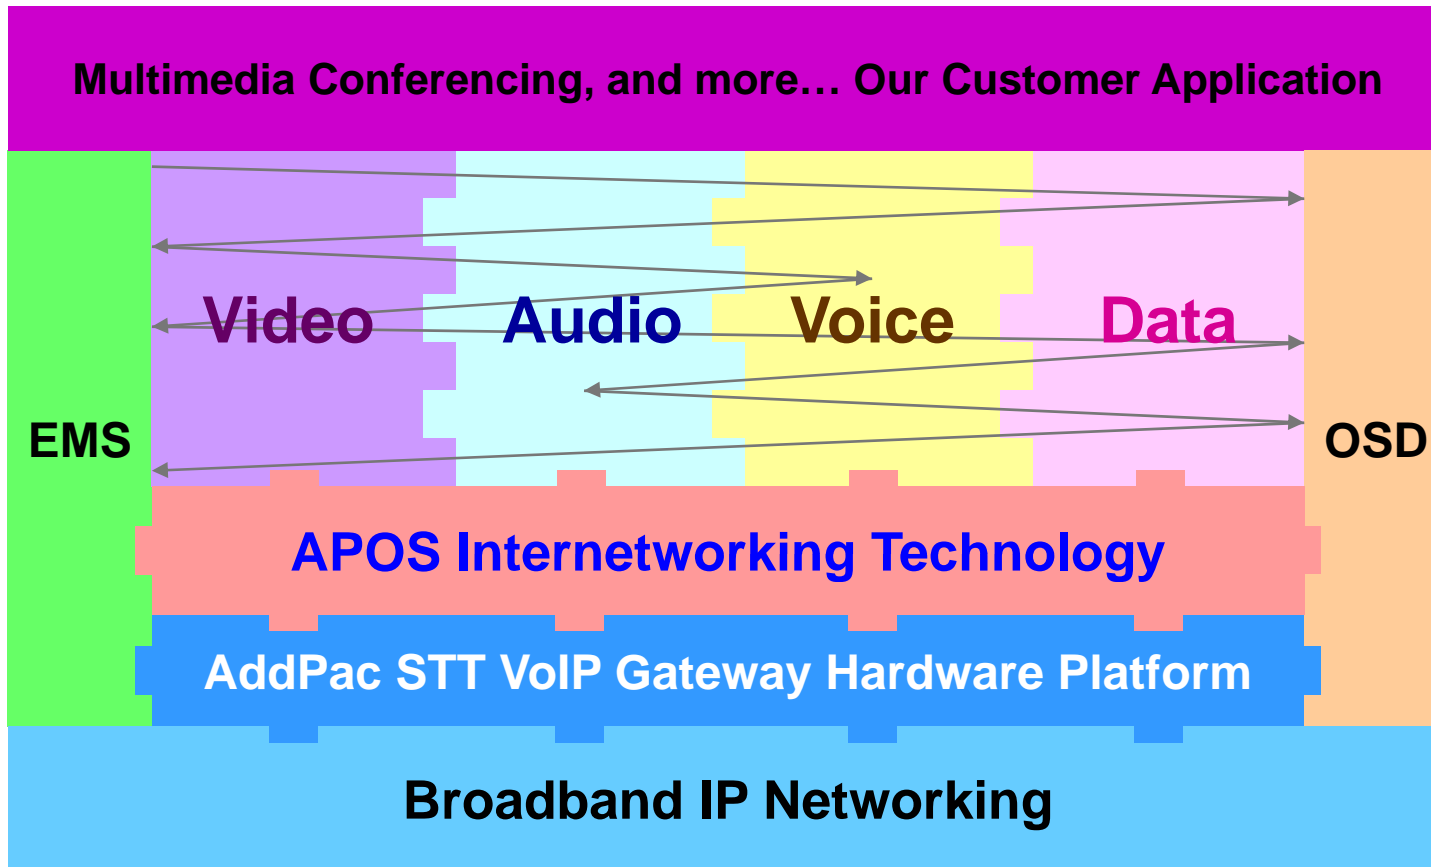 Multimedia Conferencing, and more… Our Customer Application
Video Audio Voice Data
EMS
OSD
APOS Internetworking Technology
AddPac STT VoIP Gateway Hardware Platform
Broadband IP Networking